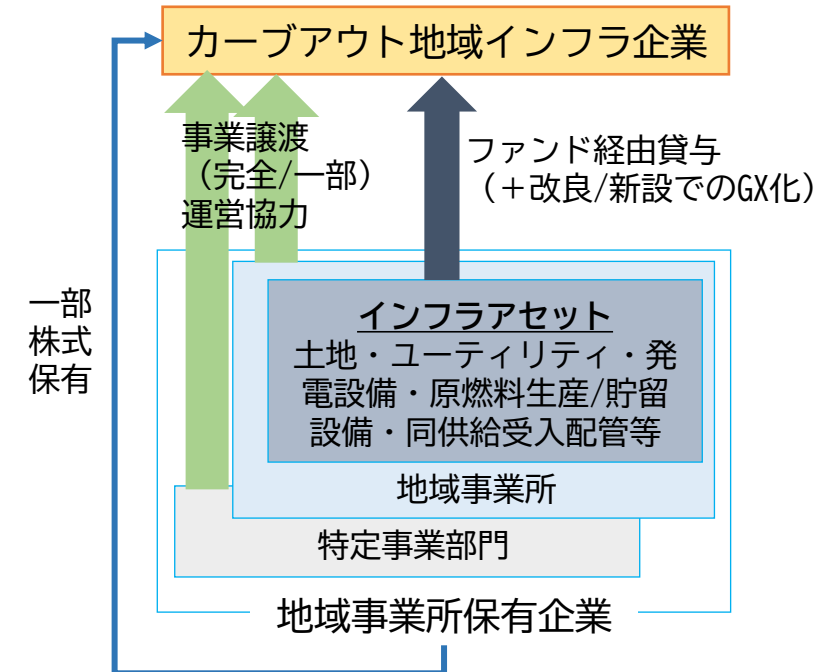 カーブアウト地域インフラ企業
事業譲渡
（完全/一部）
運営協力
ファンド経由貸与
（＋改良/新設でのGX化）
一部
株式
保有
インフラアセット
土地・ユーティリティ・発
電設備・原燃料生産/貯留
設備・同供給受入配管等
地域事業所
特定事業部門
地域事業所保有企業